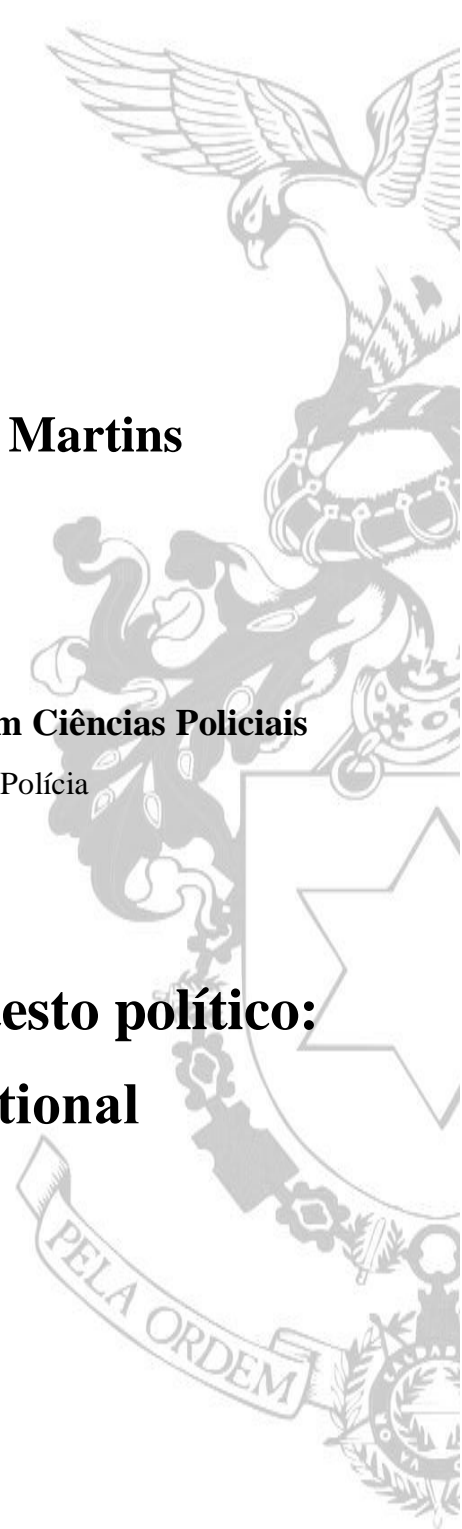 Martins
m Ciências Policiais
Polícia
esto político:
tional
PELA ORDEM